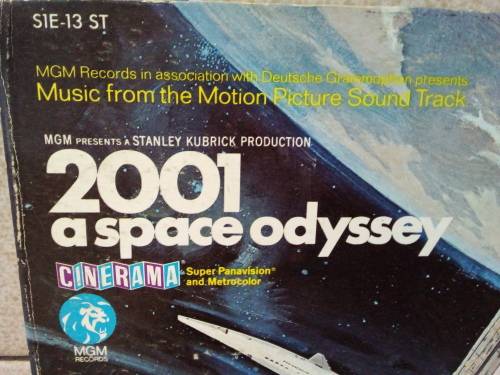 S1E-13 ST
MGM Records in association with Deutsche Grammophon presents
Music from the Motion Picture Sound Track
MGM PRESENTS A STANLEY KUBRICK PRODUCTION
2001
a space odyssey
CINERAMA
Super Panavision®
and Metrocolor
MGM
RECORDS